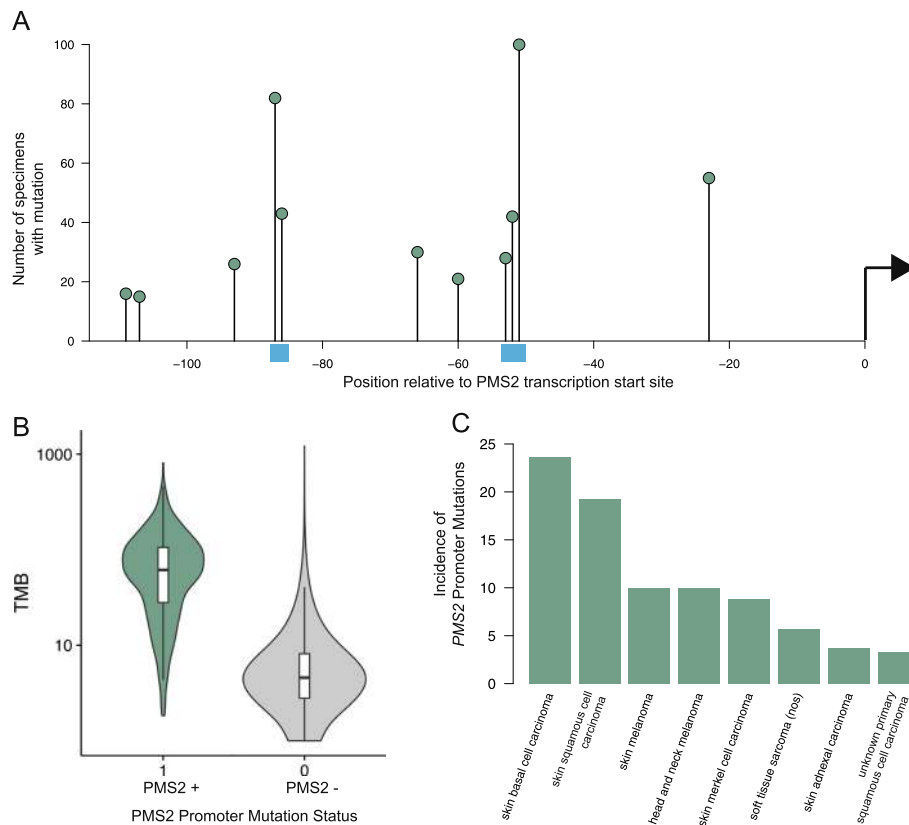 A
Number of specimens
with mutation
100
80
60
40
20
0
−100
−80
−60
−40
−20
0
Position relative to PMS2 transcription start site
B
TMB
1000
10
1
0
PMS2 +
PMS2 -
PMS2 Promoter Mutation Status
C
Incidence of
PMS2 Promoter Mutations
25
20
15
10
5
0
skin basal cell carcinoma
skin squamous cell
carcinoma
skin melanoma
head and neck melanoma
skin merkel cell carcinoma
soft tissue sarcoma (nos)
skin adnexal carcinoma
unknown primary
squamous cell carcinoma